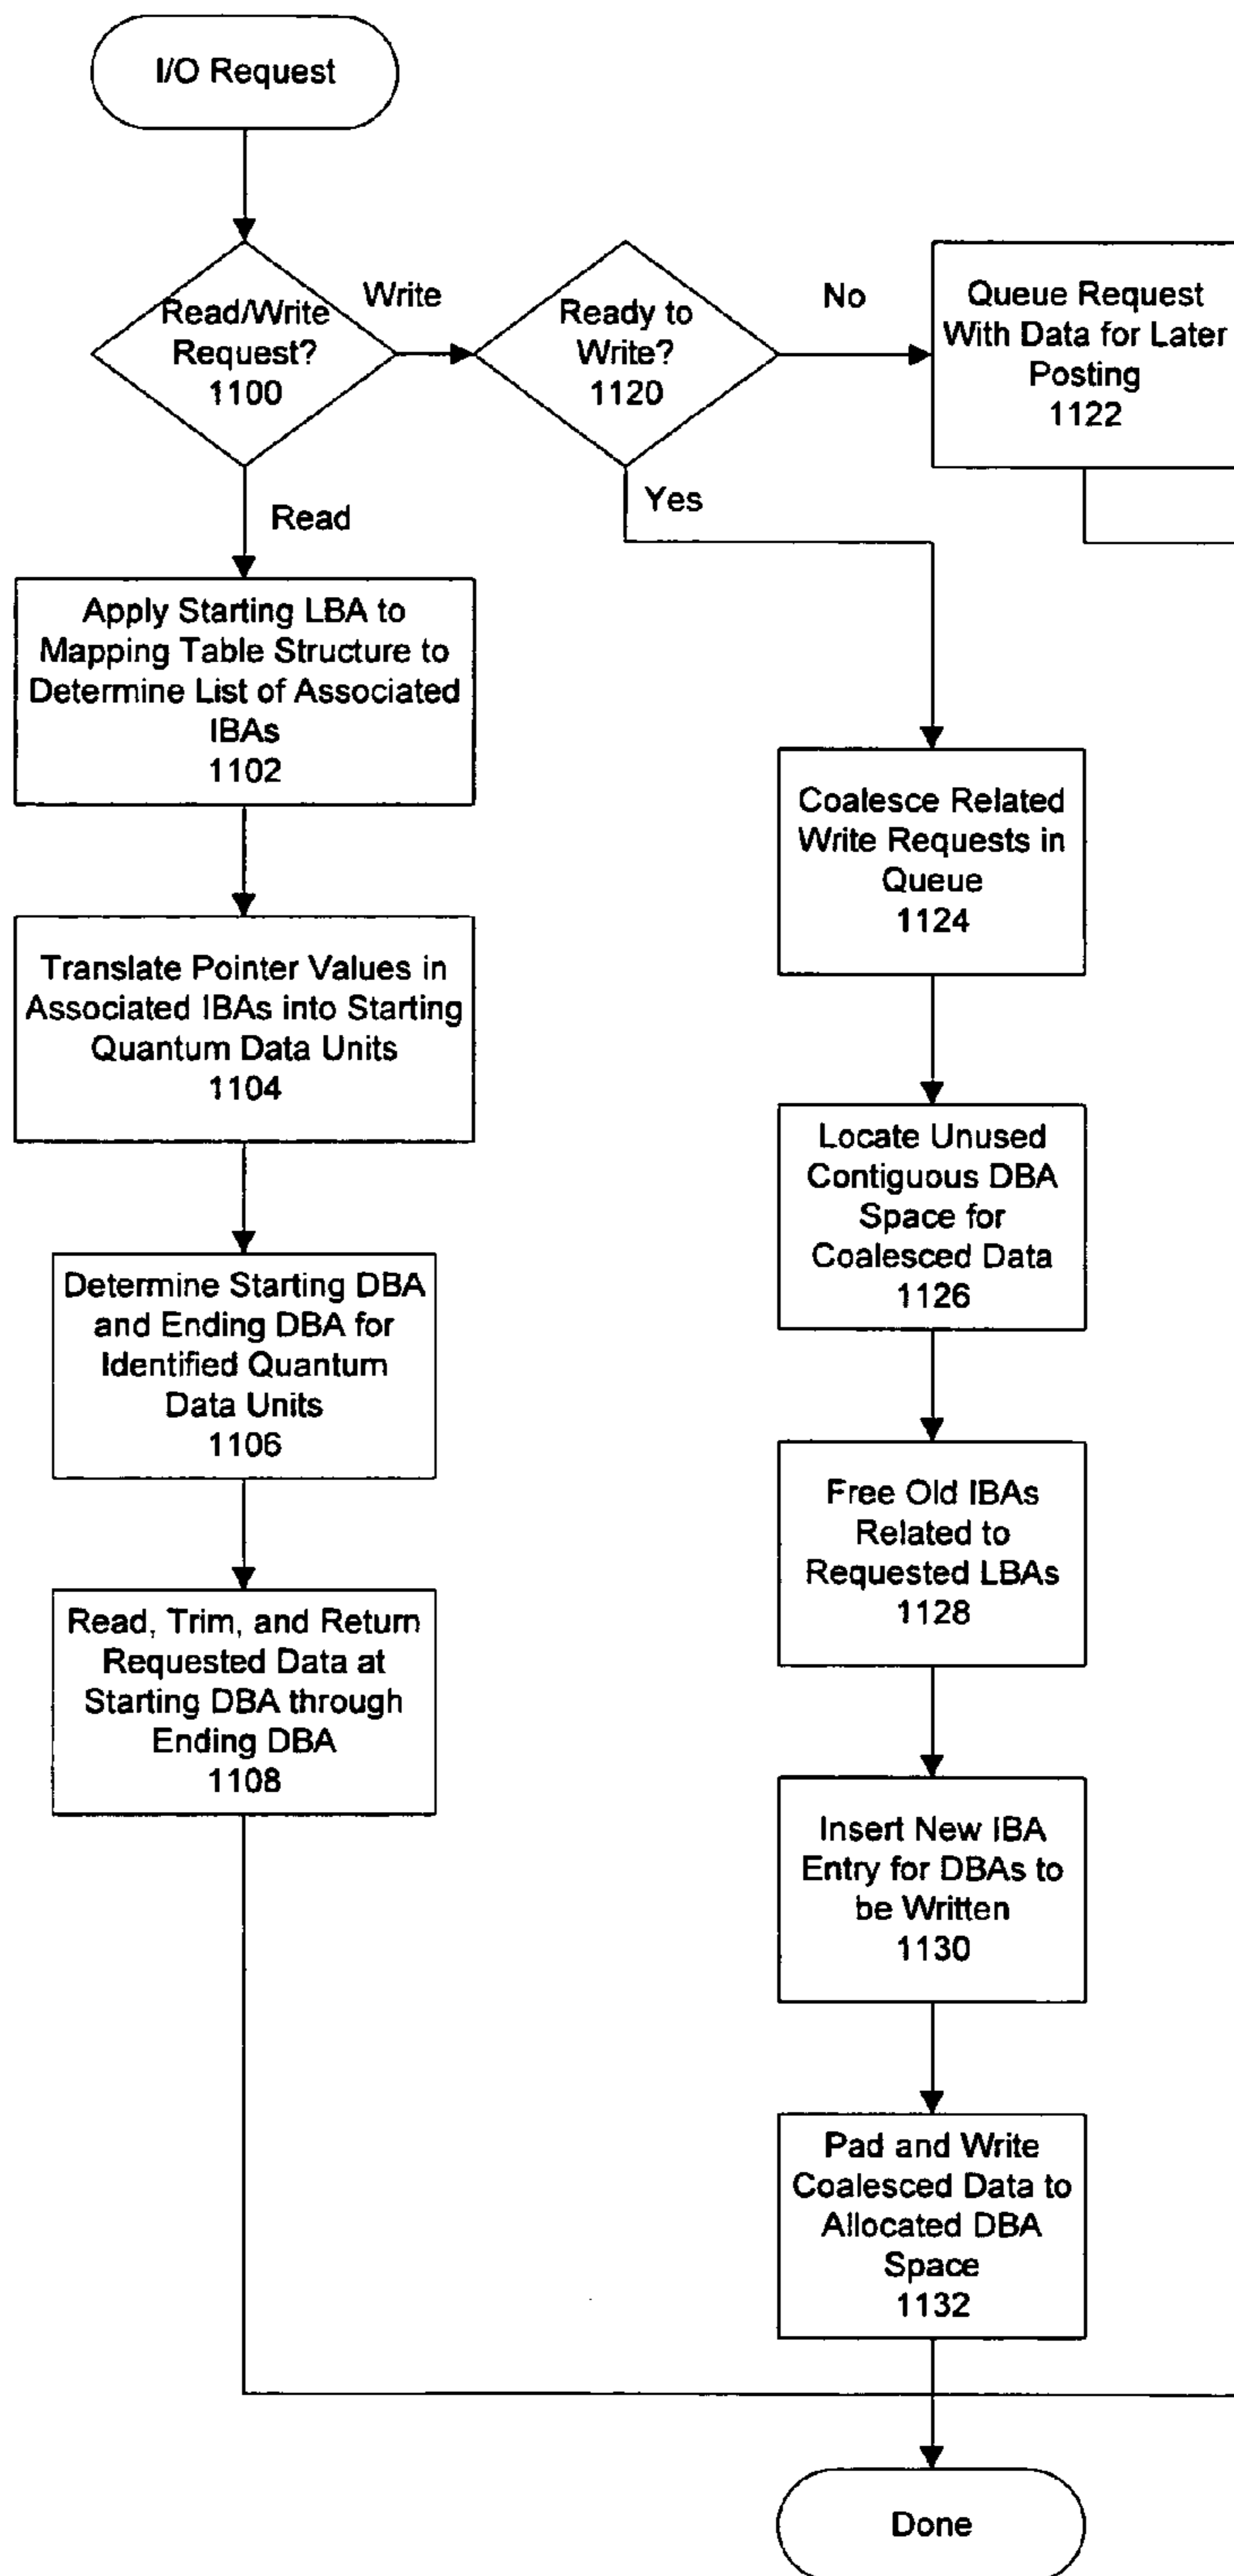 I/O Request
Read/Write
Request?
1100
Write
Ready to
Write?
1120
No
Queue Request
With Data for Later
Posting
1122
Read
Yes
Apply Starting LBA to
Mapping Table Structure to
Determine List of Associated
IBAs
1102
Translate Pointer Values in
Associated IBAs into Starting
Quantum Data Units
1104
Determine Starting DBA
and Ending DBA for
Identified Quantum
Data Units
1106
Read, Trim, and Return
Requested Data at
Starting DBA through
Ending DBA
1108
Coalesce Related
Write Requests in
Queue
1124
Locate Unused
Contiguous DBA
Space for
Coalesced Data
1126
Free Old IBAs
Related to
Requested LBAs
1128
Insert New IBA
Entry for DBAs to
be Written
1130
Pad and Write
Coalesced Data to
Allocated DBA
Space
1132
Done